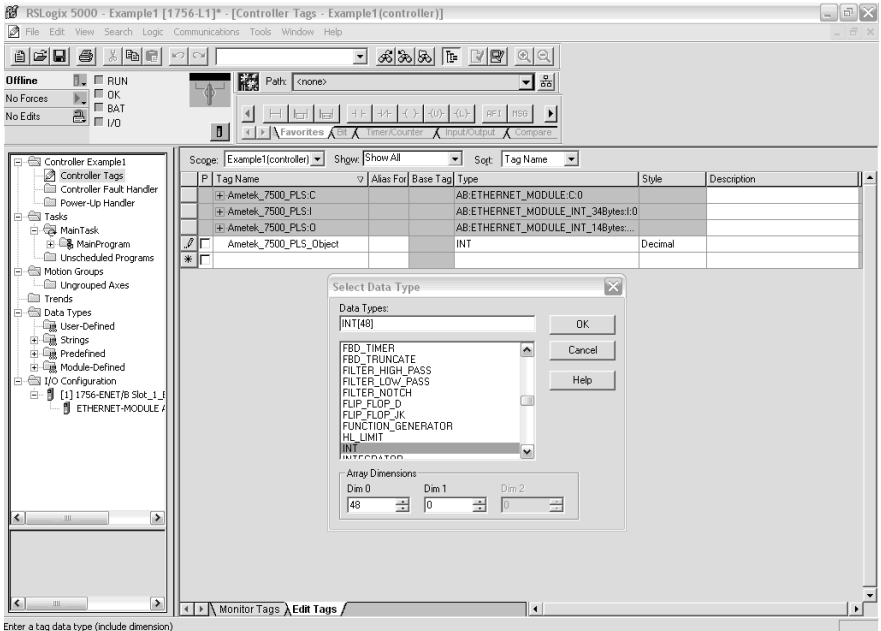 RSLogix 5000 - Example1 [1756-L1]* - [Controller Tags - Example1(controller)]
File Edit View Search Logic Communications Tools Window Help
Offline
RUN
No Forces
OK
No Edits
BAT
I/O
Path: <none>
AFI MSG
Favorites Bit Timer/Counter Input/Output Compare
Controller Example1
Controller Tags
Controller Fault Handler
Power-Up Handler
Tasks
MainTask
MainProgram
Unscheduled Programs
Motion Groups
Ungrouped Axes
Trends
Data Types
User-Defined
Strings
Predefined
Module-Defined
I/O Configuration
[1] 1756-ENET/B Slot_1_E
ETHERNET-MODULE A
Scope: Example1(controller) Show: Show All Sort: Tag Name
P Tag Name Alias For Base Tag Type Style Description
Ametek_7500_PLS:C AB:ETHERNET_MODULE:C:0
Ametek_7500_PLS:I AB:ETHERNET_MODULE_INT_34Bytes:I:0
Ametek_7500_PLS:O AB:ETHERNET_MODULE_INT_14Bytes:...
Ametek_7500_PLS_Object INT Decimal
Select Data Type
Data Types:
INT[48]
OK
Cancel
Help
FBD_TIMER
FBD_TRUNCATE
FILTER_HIGH_PASS
FILTER_LOW_PASS
FILTER_NOTCH
FLIP_FLOP_D
FLIP_FLOP_JK
FUNCTION_GENERATOR
HL_LIMIT
INT
INTEGRATOR
Array Dimensions
Dim 0 Dim 1 Dim 2
48 0 0
Monitor Tags Edit Tags
Enter a tag data type (include dimension)